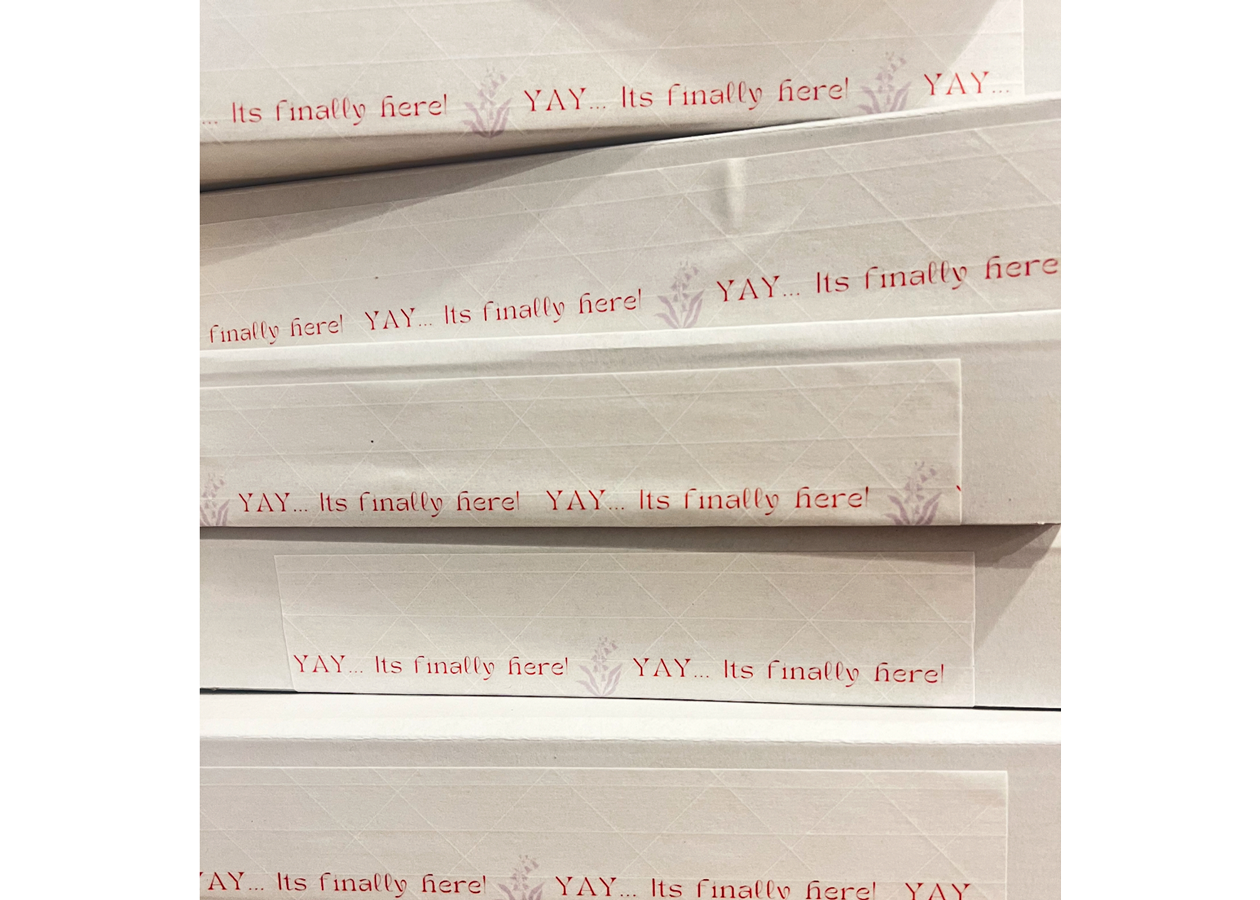 ... Its finally here! YAY... Its finally here! YAY...
finally here! YAY... Its finally here! YAY... Its finally here
YAY... Its finally here! YAY... Its finally here!
YAY... Its finally here! YAY... Its finally here!
YAY... Its finally here! YAY... Its finally here! YAY